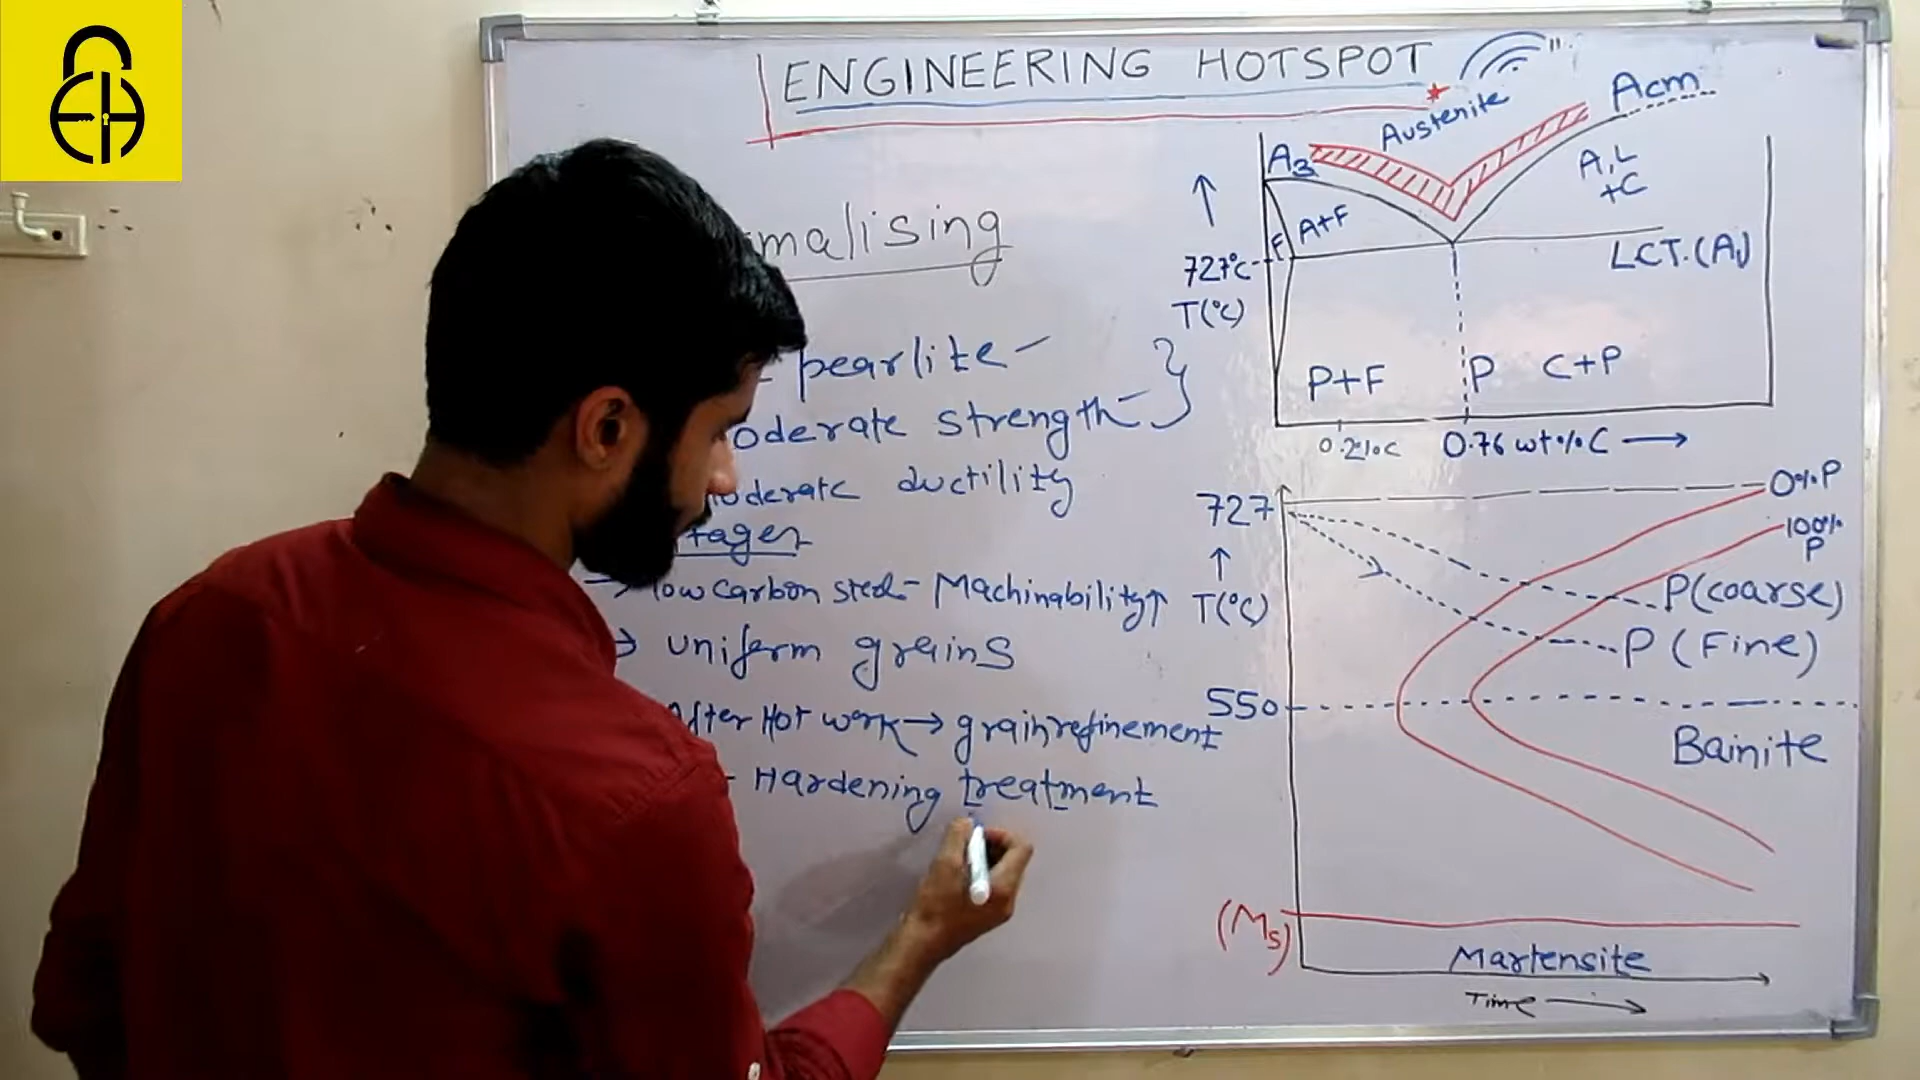 ENGINEERING HOTSPOT
malising
pearlite -
oderate strength -
oderate ductility
tages
→ low carbon steel - Machinability↑
→ uniform grains
After Hot work → grain refinement
- Hardening treatment
Austenite
Acm
A3
A,L
+C
A+F
F
727°C
LCT.(A1)
T(°C)
P+F
P
C+P
0.2%C
0.76 wt%C →
727
0%P
100%
P
T(°C)
P(coarse)
P (Fine)
550
Bainite
(Ms)
Martensite
Time →